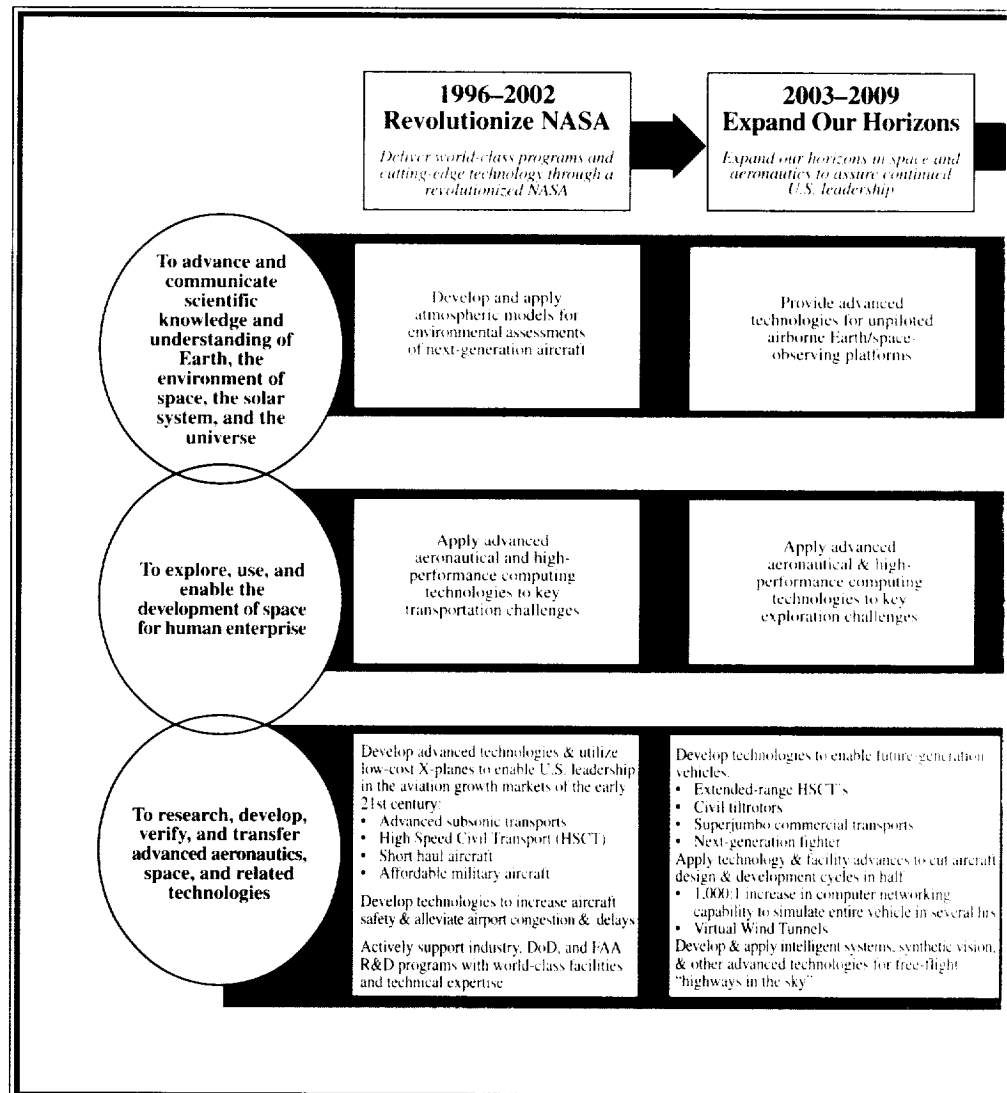 1996–2002
Revolutionize NASA
Deliver world-class programs and
cutting-edge technology through a
revolutionized NASA
2003–2009
Expand Our Horizons
Expand our horizons in space and
aeronautics to assure continued
U.S. leadership
To advance and
communicate
scientific
knowledge and
understanding of
Earth, the
environment of
space, the solar
system, and the
universe
Develop and apply
atmospheric models for
environmental assessments
of next-generation aircraft
Provide advanced
technologies for unpiloted
airborne Earth/space-
observing platforms
To explore, use, and
enable the
development of space
for human enterprise
Apply advanced
aeronautical and high-
performance computing
technologies to key
transportation challenges
Apply advanced
aeronautical & high-
performance computing
technologies to key
exploration challenges
To research, develop,
verify, and transfer
advanced aeronautics,
space, and related
technologies
Develop advanced technologies & utilize
low-cost X-planes to enable U.S. leadership
in the aviation growth markets of the early
21st century:
• Advanced subsonic transports
• High Speed Civil Transport (HSCT)
• Short haul aircraft
• Affordable military aircraft
Develop technologies to increase aircraft
safety & alleviate airport congestion & delays
Actively support industry, DoD, and FAA
R&D programs with world-class facilities
and technical expertise
Develop technologies to enable future-generation
vehicles.
• Extended-range HSCT's
• Civil tiltrotors
• Superjumbo commercial transports
• Next-generation fighter
Apply technology & facility advances to cut aircraft
design & development cycles in half
• 1,000:1 increase in computer networking
capability to simulate entire vehicle in several hrs
• Virtual Wind Tunnels
Develop & apply intelligent systems, synthetic vision,
& other advanced technologies for free-flight
"highways in the sky"